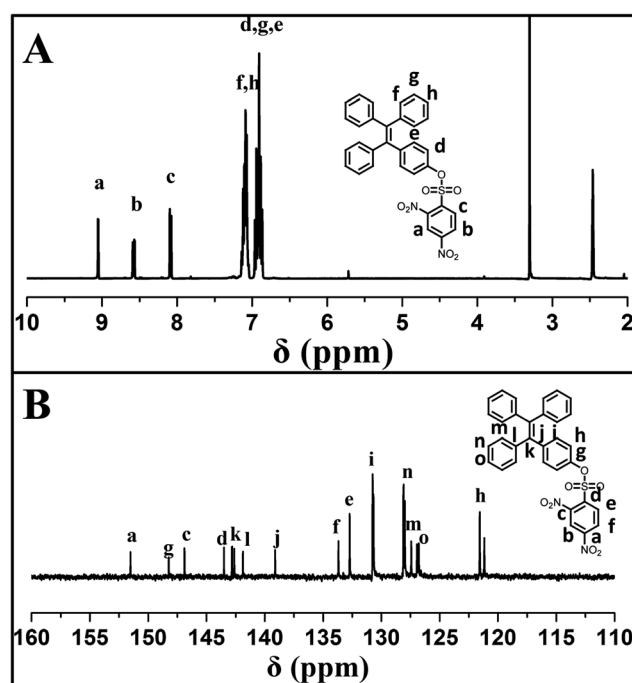 A
d,g,e
f,h
a
b
c
g
f
h
e
d
O
O
S
O
O₂N
c
a
b
NO₂
10 9 8 7 6 5 4 3 2
δ (ppm)
B
a
g
c
d
k
l
j
f
e
i
n
m
o
h
m
n
l
j
i
h
o
k
g
O
O
S
O
d
e
O₂N
c
f
b
a
NO₂
160 155 150 145 140 135 130 125 120 115 110
δ (ppm)